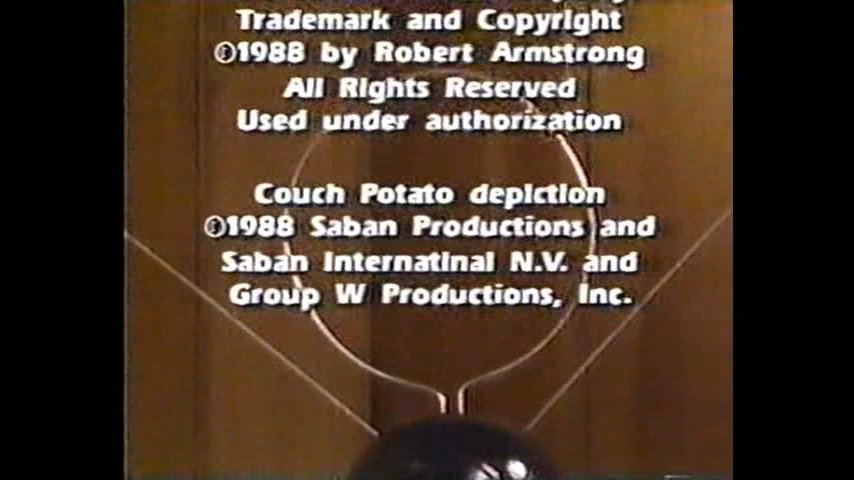 Trademark and Copyright
©1988 by Robert Armstrong
All Rights Reserved
Used under authorization
Couch Potato depiction
©1988 Saban Productions and
Saban Internatinal N.V. and
Group W Productions, Inc.